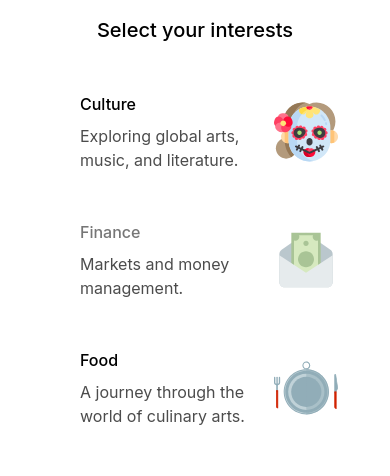 Select your interests
Culture
Exploring global arts,
music, and literature.
Finance
Markets and money
management.
Food
A journey through the
world of culinary arts.